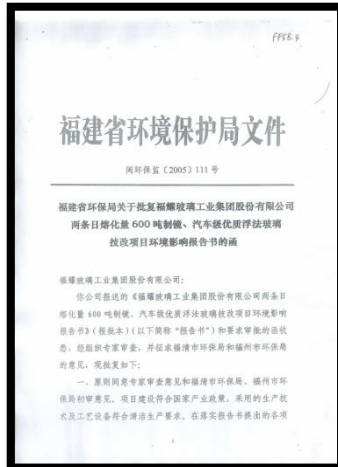 FF58.4
福建省环境保护局文件
闽环保监〔2005〕111 号
福建省环保局关于批复福耀玻璃工业集团股份有限公司
两条日熔化量 600 吨制镜、汽车级优质浮法玻璃
技改项目环境影响报告书的函
福耀玻璃工业集团股份有限公司：
你公司报送的《福耀玻璃工业集团股份有限公司两条日
熔化量 600 吨制镜、汽车级优质浮法玻璃技改项目环境影响
报告书》（报批本）（以下简称“报告书”）和要求审批的函收
悉。经组织专家审查，并征求福清市环保局和福州市环保局
的意见，现批复如下：
一、原则同意专家审查意见和福清市环保局、福州市环
保局初审意见。项目建设符合国家产业政策，采用的生产技
术及工艺设备符合清洁生产要求。在落实报告书提出的各项
1